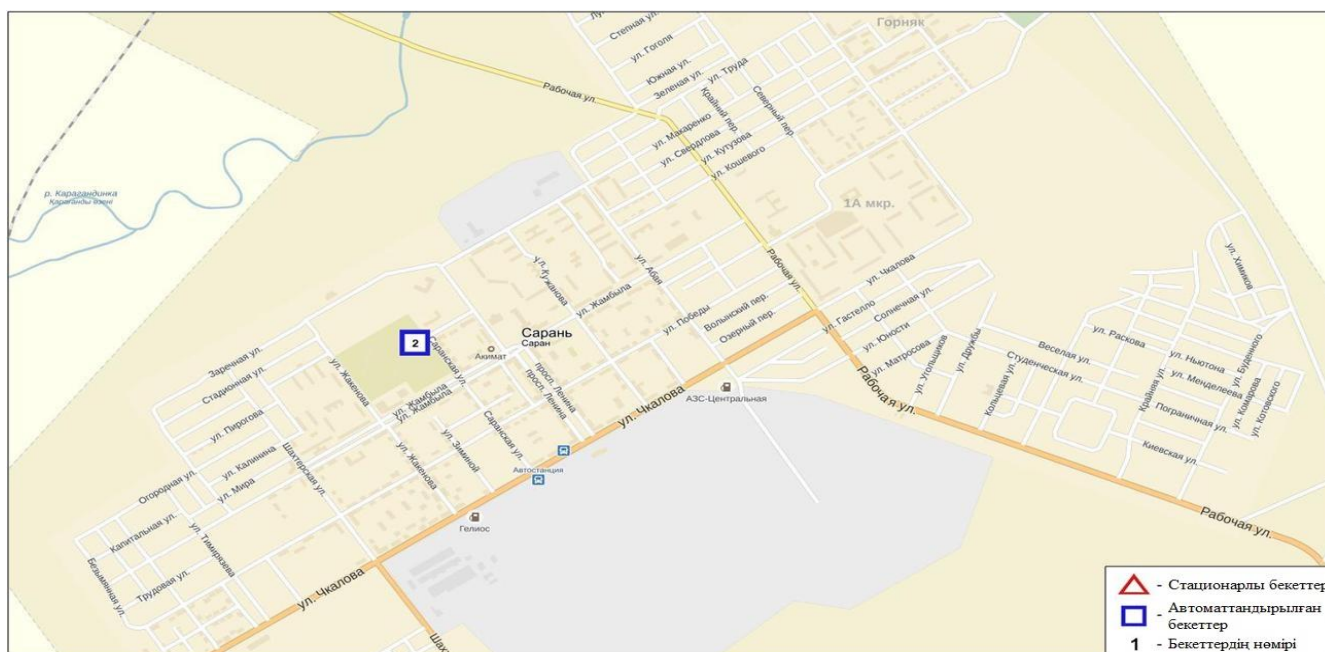 Горняк
Степная ул.
ул. Гоголя
Южная ул.
Зеленая ул.
ул. Труда
Рабочая ул.
Крайний пер.
Северный пер.
ул. Макаренко
ул. Свердлова
ул. Кутузова
ул. Кошевого
р. Карагандинка
Караганды өзені
1А мкр.
ул. Химиков
ул. Кужанова
ул. Абая
ул. Жамбыла
Рабочая ул.
ул. Чкалова
Солнечная ул.
ул. Гастелло
Волынский пер.
Озерный пер.
ул. Победы
ул. Юности
ул. Матросова
Сарань
Саран
Акимат
2
Саранская ул.
Заречная ул.
Стадионная ул.
ул. Жакенова
ул. Жамбыла
ул. Жамбыла
просп. Ленина
просп. Ленина
ул. Чкалова
АЗС-Центральная
Рабочая ул.
ул. Угольщиков
ул. Дружбы
Кольцевая ул.
Студенческая ул.
Веселая ул.
ул. Раскова
ул. Ньютона
ул. Менделеева
ул. Буденного
Крайняя ул.
Пограничная ул.
ул. Комарова
ул. Котовского
Киевская ул.
ул. Пирогова
ул. Калинина
ул. Мира
Шахтерская ул.
ул. Жакенова
ул. Зиминой
Саранская ул.
Автостанция
Гелиос
Огородная ул.
Капитальная ул.
Трудовая ул.
Безымянная ул.
ул. Тимирязева
ул. Чкалова
Рабочая ул.
- Стационарлы бекеттер
- Автоматтандырылған
бекеттер
1 - Бекеттердің нөмірі